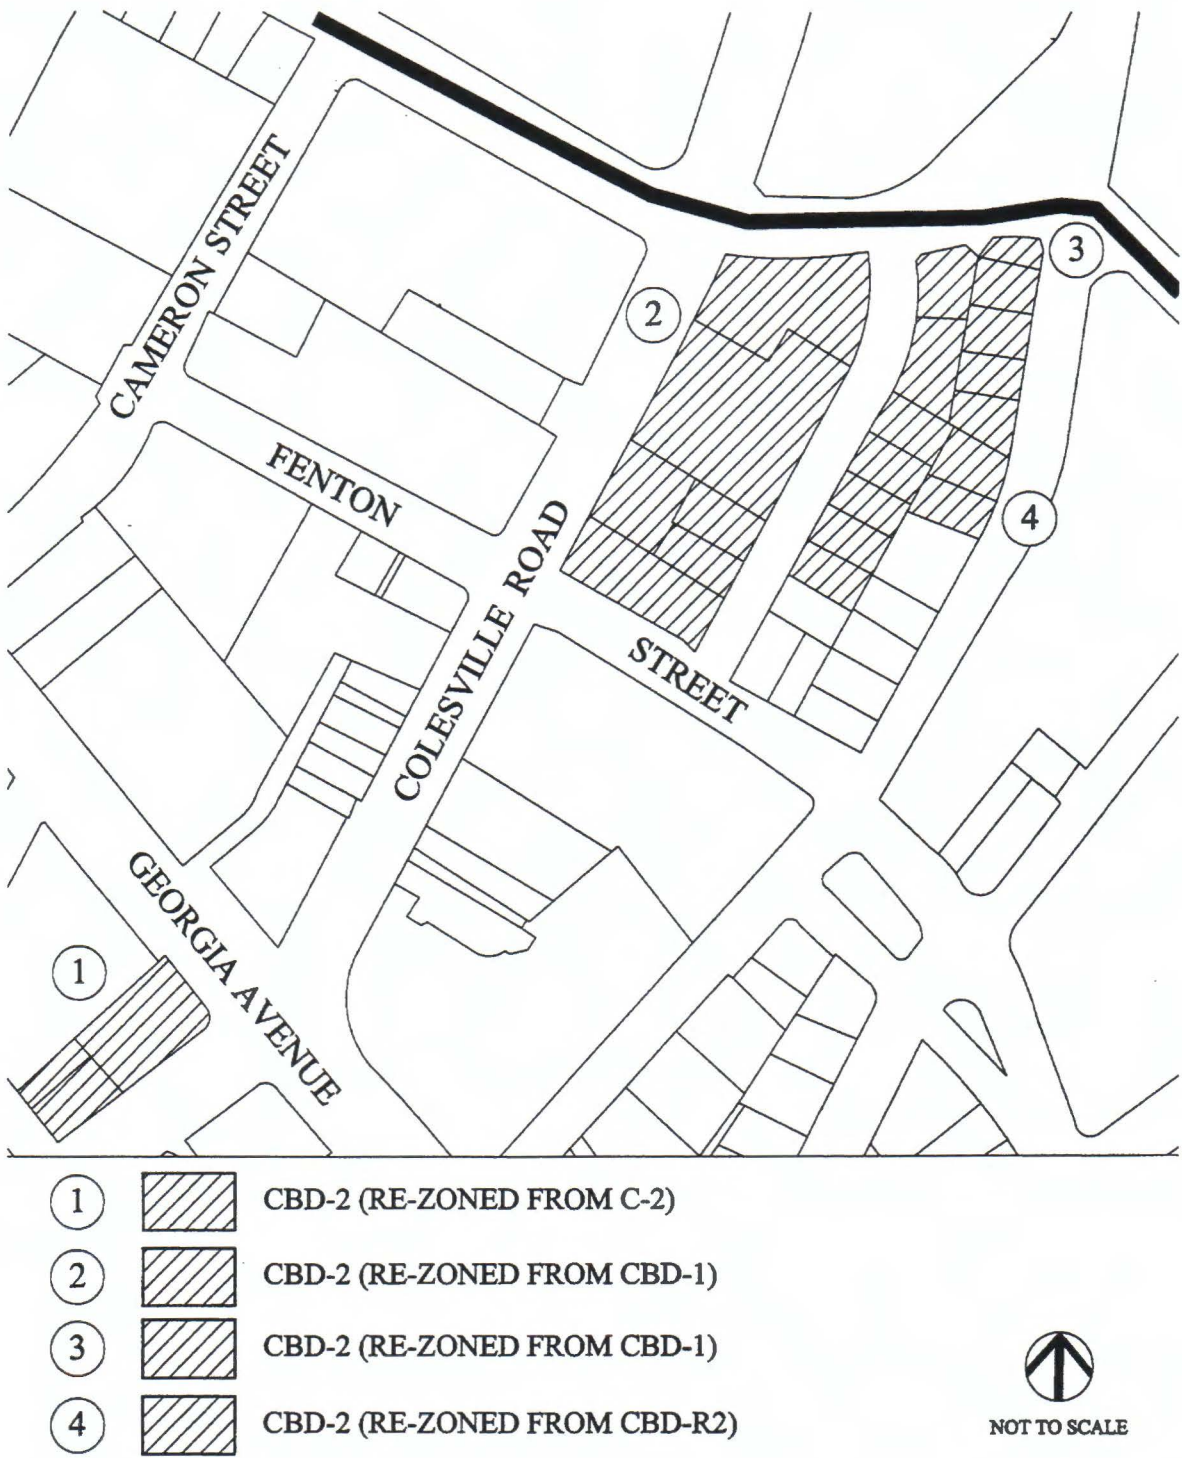 CAMERON STREET
3
2
FENTON
4
COLESVILLE ROAD
STREET
GEORGIA AVENUE
1
1 CBD-2 (RE-ZONED FROM C-2)
2 CBD-2 (RE-ZONED FROM CBD-1)
3 CBD-2 (RE-ZONED FROM CBD-1)
4 CBD-2 (RE-ZONED FROM CBD-R2)
NOT TO SCALE